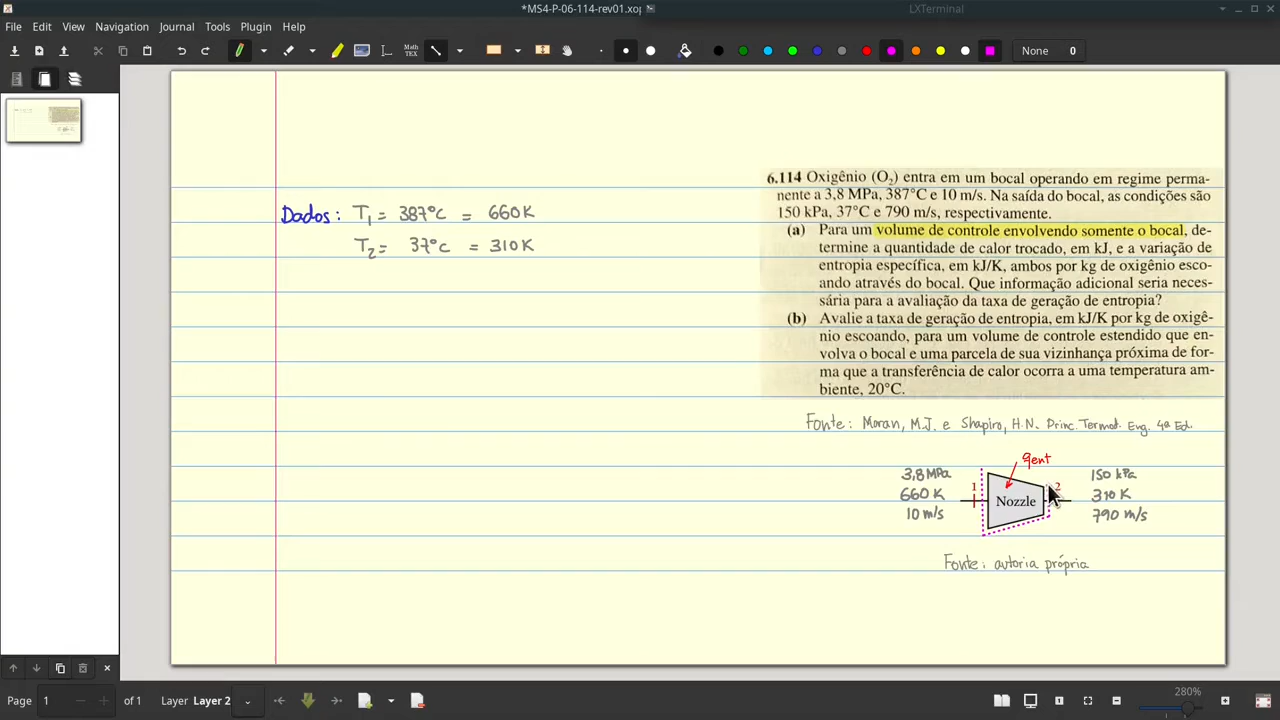 *MS4-P-06-114-rev01.xop
LXTerminal
File Edit View Navigation Journal Tools Plugin Help
Math
TEX
None 0
6.114 Oxigênio (O₂) entra em um bocal operando em regime perma-
nente a 3,8 MPa, 387°C e 10 m/s. Na saída do bocal, as condições são
150 kPa, 37°C e 790 m/s, respectivamente.
(a) Para um volume de controle envolvendo somente o bocal, de-
termine a quantidade de calor trocado, em kJ, e a variação de
entropia específica, em kJ/K, ambos por kg de oxigênio esco-
ando através do bocal. Que informação adicional seria neces-
sária para a avaliação da taxa de geração de entropia?
(b) Avalie a taxa de geração de entropia, em kJ/K por kg de oxigê-
nio escoando, para um volume de controle estendido que en-
volva o bocal e uma parcela de sua vizinhança próxima de for-
ma que a transferência de calor ocorra a uma temperatura am-
biente, 20°C.
Dados: T₁ = 387°C = 660K
T₂ = 37°C = 310K
Fonte: Moran, M.J. e Shapiro, H.N. Princ. Termod. Eng. 4ª Ed.
qent
3,8 MPa
660 K
10 m/s
1
Nozzle
2
150 kPa
310 K
790 m/s
Fonte: autoria própria
Page 1 of 1 Layer Layer 2
280%